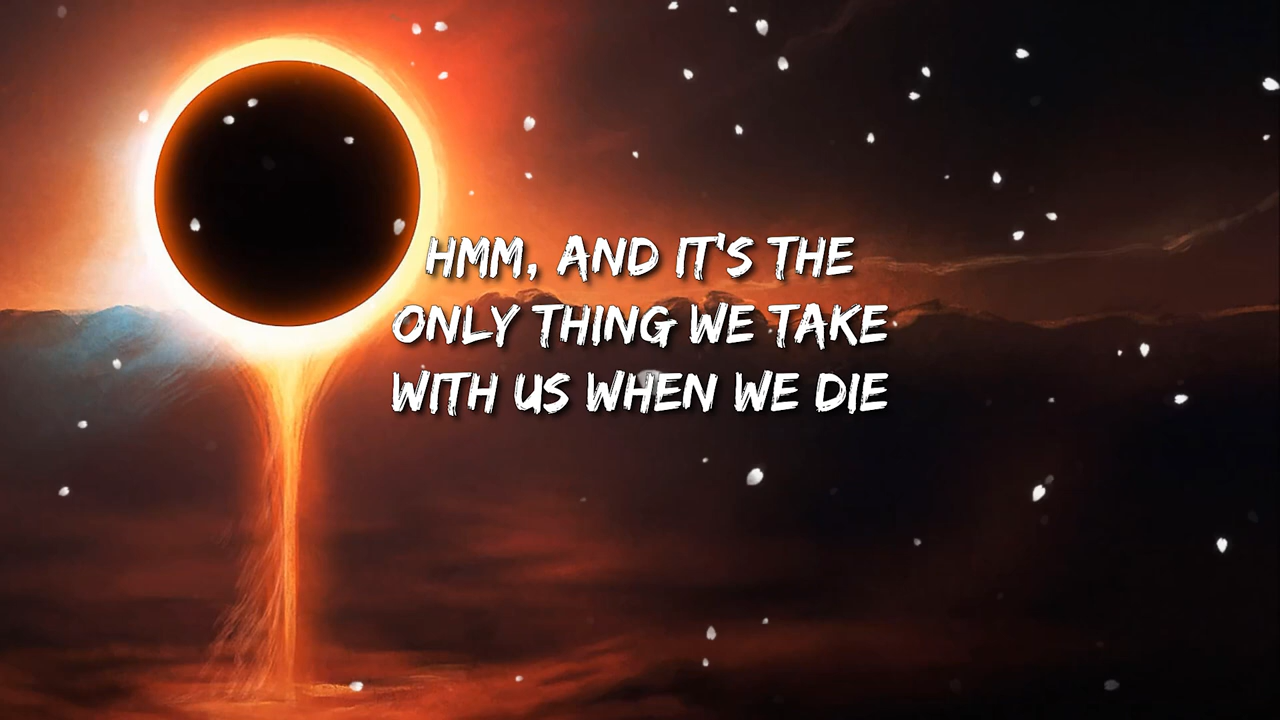 HMM, AND IT'S THE
ONLY THING WE TAKE
WITH US WHEN WE DIE